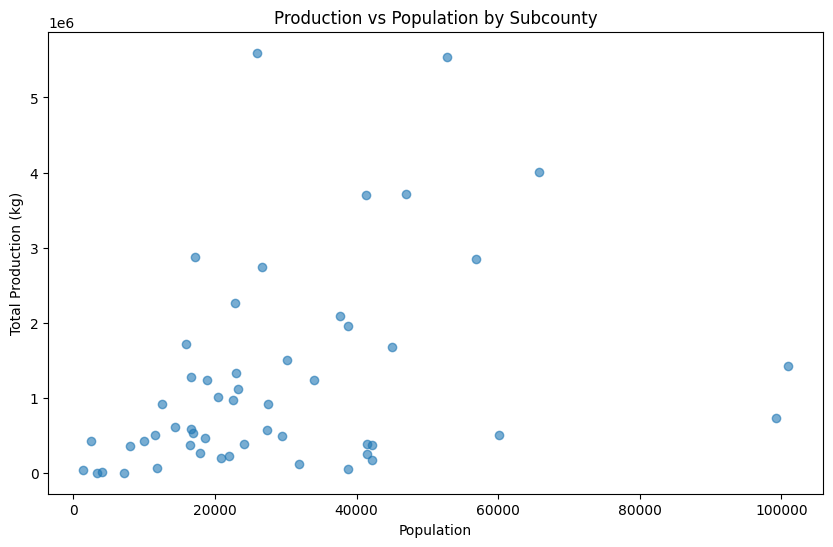 Production vs Population by Subcounty
1e6
5
4
3
2
1
0
Total Production (kg)
0 20000 40000 60000 80000 100000
Population